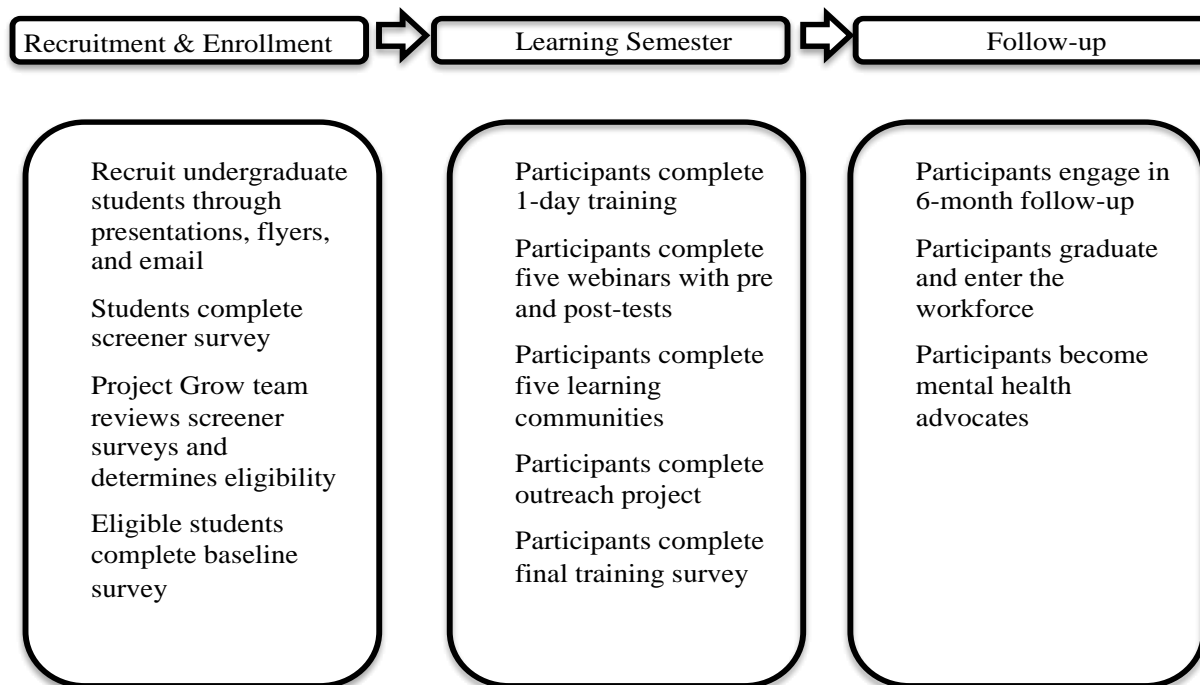 Recruitment & Enrollment
Learning Semester
Follow-up
Recruit undergraduate
students through
presentations, flyers,
and email
Students complete
screener survey
Project Grow team
reviews screener
surveys and
determines eligibility
Eligible students
complete baseline
survey
Participants complete
1-day training
Participants complete
five webinars with pre
and post-tests
Participants complete
five learning
communities
Participants complete
outreach project
Participants complete
final training survey
Participants engage in
6-month follow-up
Participants graduate
and enter the
workforce
Participants become
mental health
advocates